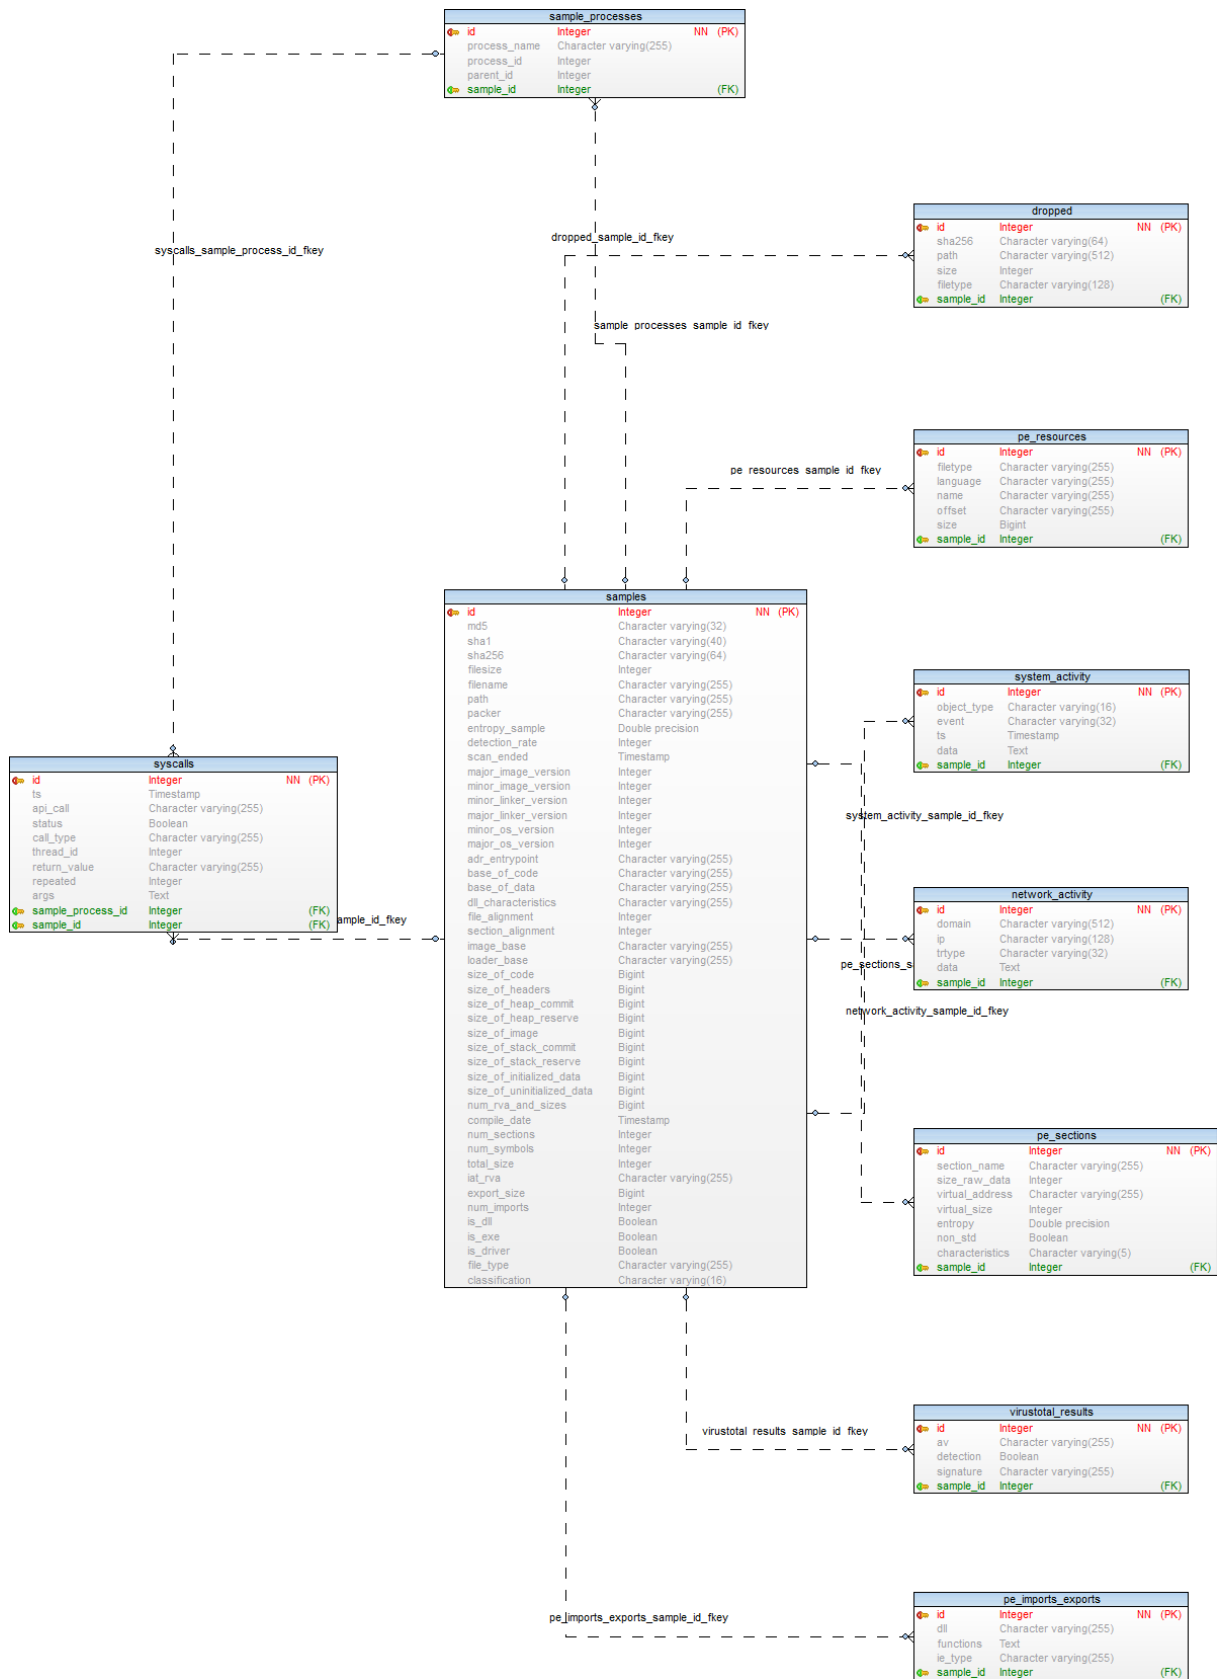 sample_processes
id Integer NN (PK)
process_name Character varying(255)
process_id Integer
parent_id Integer
sample_id Integer (FK)
syscalls_sample_process_id_fkey
dropped_sample_id_fkey
sample_processes_sample_id_fkey
dropped
id Integer NN (PK)
sha256 Character varying(64)
path Character varying(512)
size Integer
filetype Character varying(128)
sample_id Integer (FK)
pe_resources_sample_id_fkey
pe_resources
id Integer NN (PK)
filetype Character varying(255)
language Character varying(255)
name Character varying(255)
offset Character varying(255)
size Bigint
sample_id Integer (FK)
samples
id Integer NN (PK)
md5 Character varying(32)
sha1 Character varying(40)
sha256 Character varying(64)
filesize Integer
filename Character varying(255)
path Character varying(255)
packer Character varying(255)
entropy_sample Double precision
detection_rate Integer
scan_ended Timestamp
major_image_version Integer
minor_image_version Integer
minor_linker_version Integer
major_linker_version Integer
minor_os_version Integer
major_os_version Integer
adr_entrypoint Character varying(255)
base_of_code Character varying(255)
base_of_data Character varying(255)
dll_characteristics Character varying(255)
file_alignment Integer
section_alignment Integer
image_base Character varying(255)
loader_base Character varying(255)
size_of_code Bigint
size_of_headers Bigint
size_of_heap_commit Bigint
size_of_heap_reserve Bigint
size_of_image Bigint
size_of_stack_commit Bigint
size_of_stack_reserve Bigint
size_of_initialized_data Bigint
size_of_uninitialized_data Bigint
num_rva_and_sizes Bigint
compile_date Timestamp
num_sections Integer
num_symbols Integer
total_size Integer
iat_rva Character varying(255)
export_size Bigint
num_imports Integer
is_dll Boolean
is_exe Boolean
is_driver Boolean
file_type Character varying(255)
classification Character varying(16)
syscalls
id Integer NN (PK)
ts Timestamp
api_call Character varying(255)
status Boolean
call_type Character varying(255)
thread_id Integer
return_value Character varying(255)
repeated Integer
args Text
sample_process_id Integer (FK)
sample_id Integer (FK)
ample_id_fkey
system_activity
id Integer NN (PK)
object_type Character varying(16)
event Character varying(32)
ts Timestamp
data Text
sample_id Integer (FK)
system_activity_sample_id_fkey
network_activity
id Integer NN (PK)
domain Character varying(512)
ip Character varying(128)
trtype Character varying(32)
data Text
sample_id Integer (FK)
pe_sections_s
network_activity_sample_id_fkey
pe_sections
id Integer NN (PK)
section_name Character varying(255)
size_raw_data Integer
virtual_address Character varying(255)
virtual_size Integer
entropy Double precision
non_std Boolean
characteristics Character varying(5)
sample_id Integer (FK)
virustotal_results_sample_id_fkey
virustotal_results
id Integer NN (PK)
av Character varying(255)
detection Boolean
signature Character varying(255)
sample_id Integer (FK)
pe_imports_exports_sample_id_fkey
pe_imports_exports
id Integer NN (PK)
dll Character varying(255)
functions Text
ie_type Character varying(255)
sample_id Integer (FK)